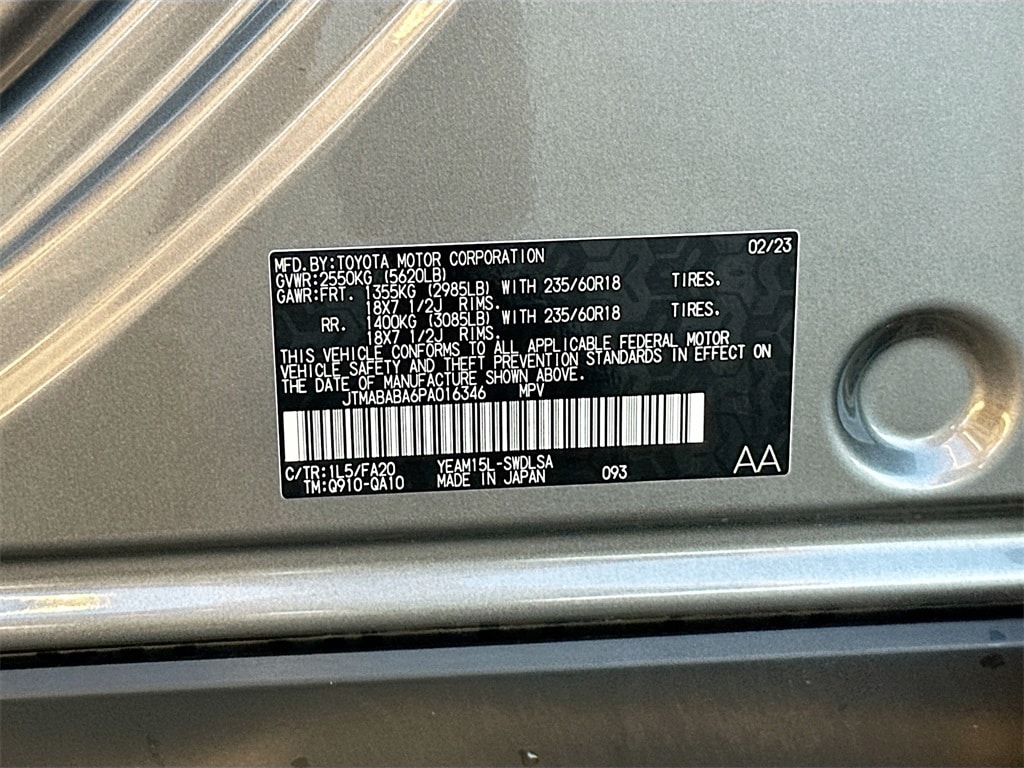 MFD.BY:TOYOTA MOTOR CORPORATION 02/23
GVWR:2550KG (5620LB)
GAWR:FRT. 1355KG (2985LB) WITH 235/60R18 TIRES.
18X7 1/2J RIMS.
RR. 1400KG (3085LB) WITH 235/60R18 TIRES.
18X7 1/2J RIMS.
THIS VEHICLE CONFORMS TO ALL APPLICABLE FEDERAL MOTOR
VEHICLE SAFETY AND THEFT PREVENTION STANDARDS IN EFFECT ON
THE DATE OF MANUFACTURE SHOWN ABOVE.
JTMABABA6PA016346 MPV
C/TR:1L5/FA20 YEAM15L-SWDLSA 093 AA
TM:Q910-QA10 MADE IN JAPAN